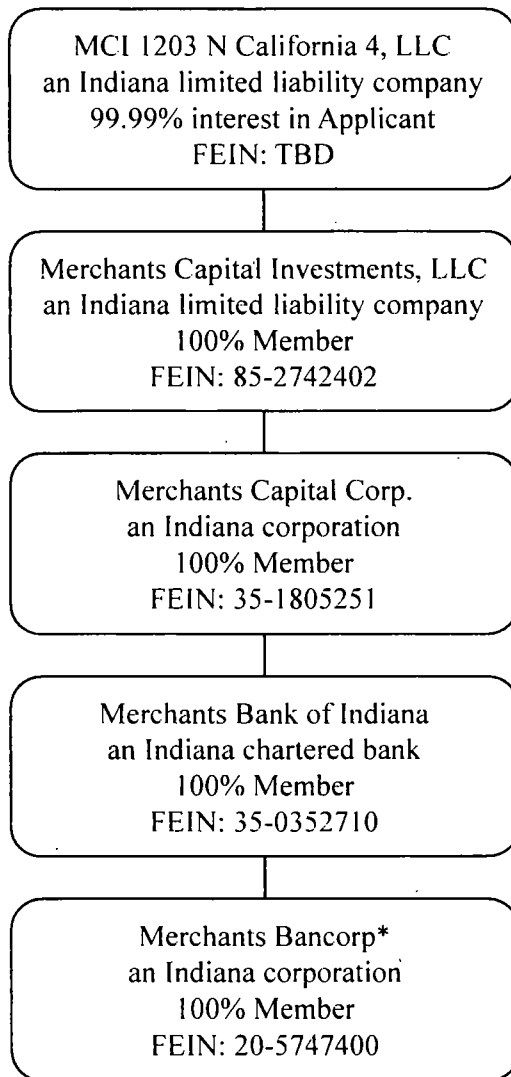 MCI 1203 N California 4, LLC
an Indiana limited liability company
99.99% interest in Applicant
FEIN: TBD
Merchants Capital Investments, LLC
an Indiana limited liability company
100% Member
FEIN: 85-2742402
Merchants Capital Corp.
an Indiana corporation
100% Member
FEIN: 35-1805251
Merchants Bank of Indiana
an Indiana chartered bank
100% Member
FEIN: 35-0352710
Merchants Bancorp*
an Indiana corporation
100% Member
FEIN: 20-5747400